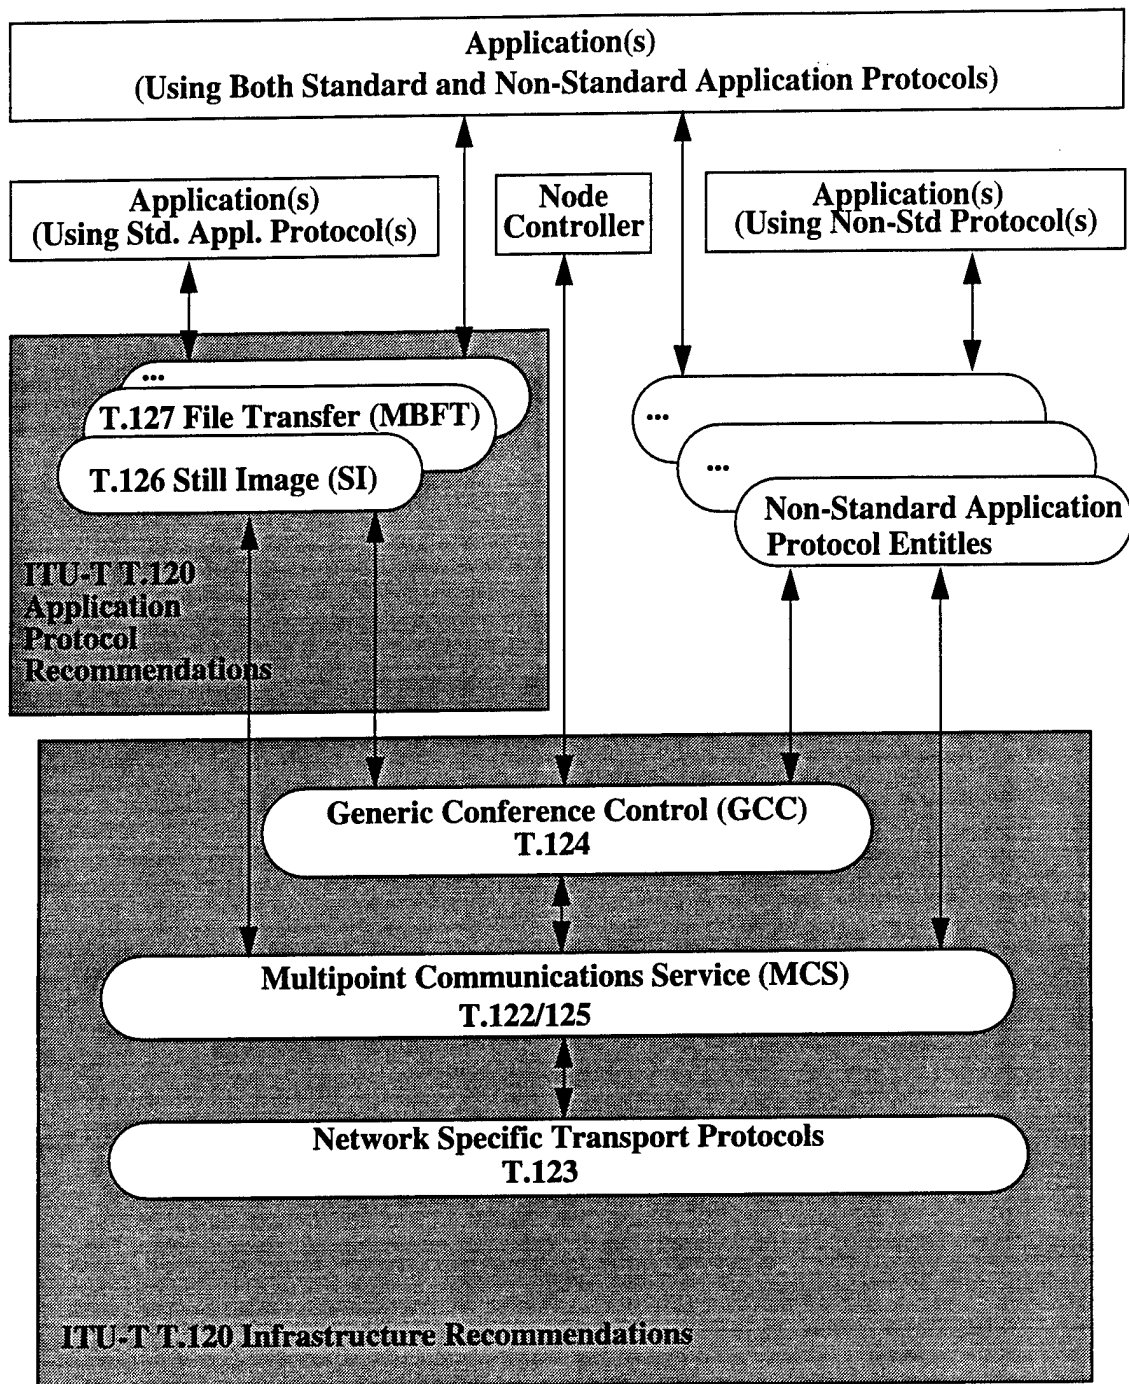 Application(s)
(Using Both Standard and Non-Standard Application Protocols)
Application(s)
(Using Std. Appl. Protocol(s)
Node
Controller
Application(s)
(Using Non-Std Protocol(s)
...
T.127 File Transfer (MBFT)
T.126 Still Image (SI)
...
...
Non-Standard Application
Protocol Entitles
ITU-T T.120
Application
Protocol
Recommendations
Generic Conference Control (GCC)
T.124
Multipoint Communications Service (MCS)
T.122/125
Network Specific Transport Protocols
T.123
ITU-T T.120 Infrastructure Recommendations